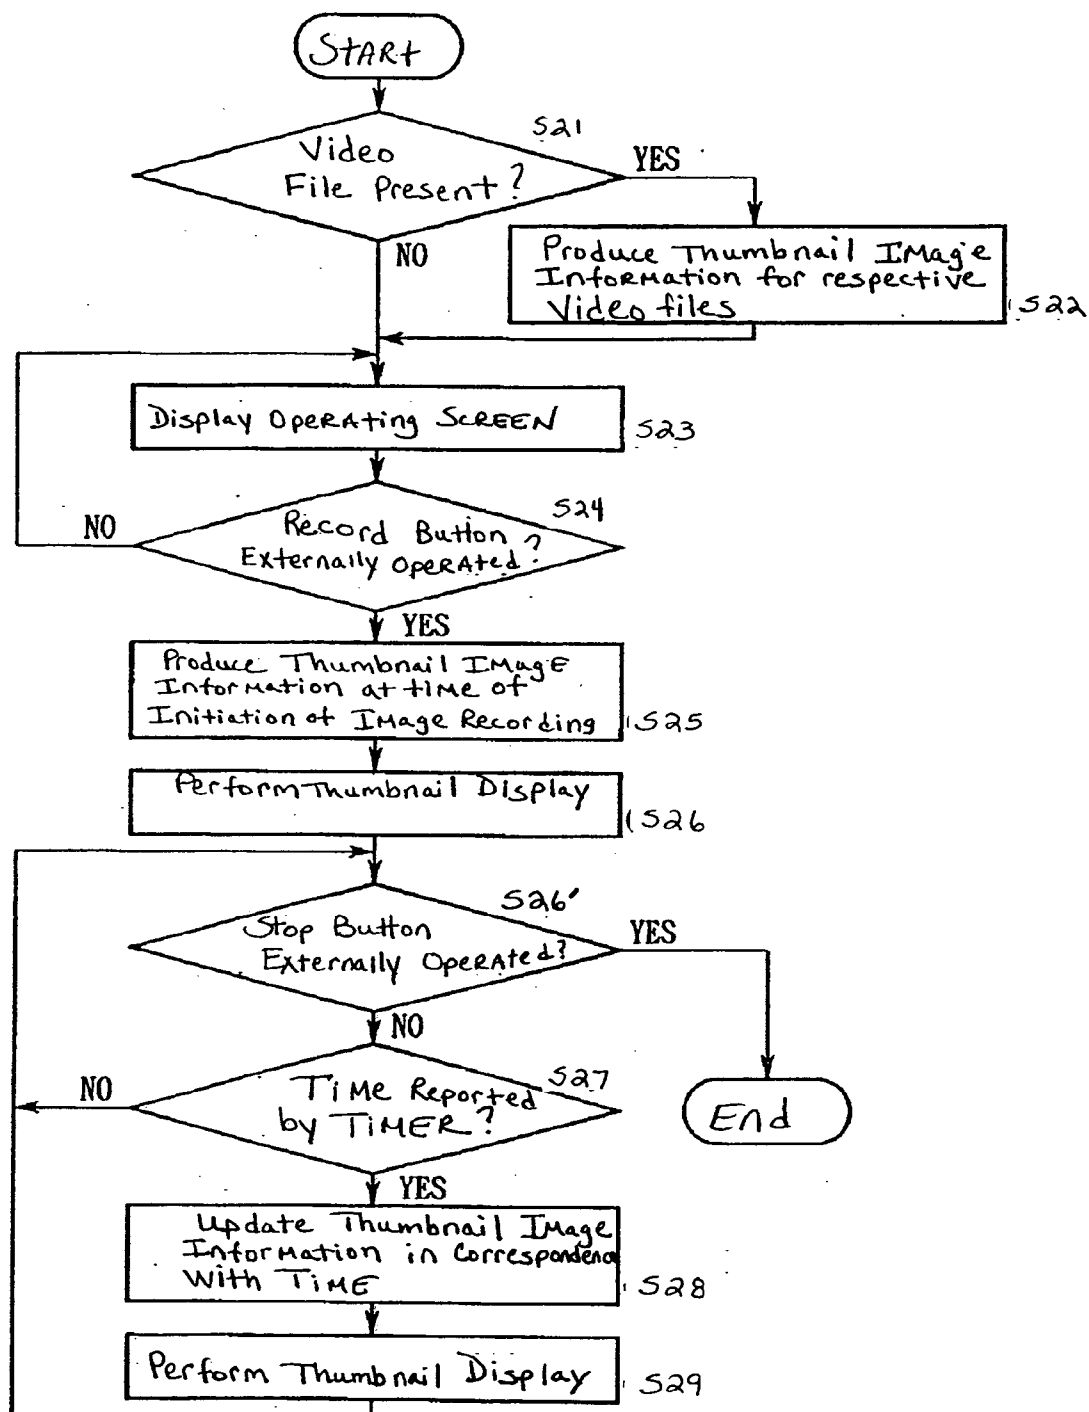 START
S21
Video
File Present?
YES
NO
Produce Thumbnail IMage
InforMation for respective
Video files
S22
Display OperAting SCREEN
S23
S24
Record Button
Externally OperAted?
NO
YES
Produce Thumbnail IMagE
InforMation at time of
Initiation of IMage Recording
S25
Perform Thumbnail Display
S26
S26'
Stop Button
Externally OperAted?
YES
NO
S27
TiMe Reported
by TiMER?
NO
End
YES
Update Thumbnail IMage
InforMation in Correspondence
With TiME
S28
Perform Thumbnail Display
S29